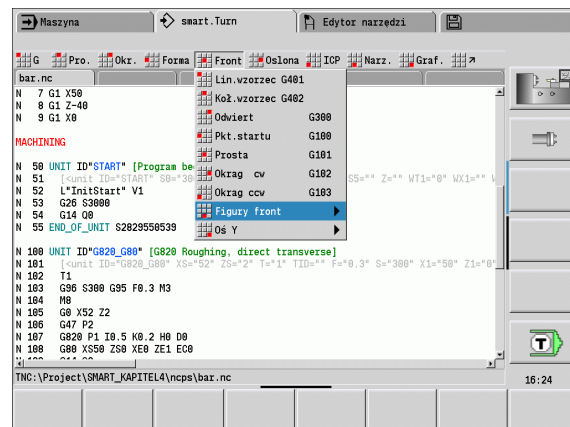 Maszyna smart.Turn Edytor narzędzi
G Pro. Okr. Forma Front Oslona ICP Narz. Graf.
bar.nc
Lin.wzorzec G401
Koł.wzorzec G402
Odwiert G300
Pkt.startu G100
Prosta G101
Okrag cw G102
Okrag ccw G103
Figury front
Oś Y
N 7 G1 X50
N 8 G1 Z-40
N 9 G1 X0
MACHINING
N 50 UNIT ID"START" [Program be
N 51 [<unit ID="START" S0="30 S5="" Z="" WT1="0" WX1=""
N 52 L"InitStart" V1
N 53 G26 S3000
N 54 G14 Q0
N 55 END_OF_UNIT S2829550539
N 100 UNIT ID"G820_G80" [G820 Roughing, direct transverse]
N 101 [<unit ID="G820_G80" XS="52" ZS="2" T="1" TID="" F="0.3" S="300" X1="50" Z1="0"
N 102 T1
N 103 G96 S300 G95 F0.3 M3
N 104 M8
N 105 G0 X52 Z2
N 106 G47 P2
N 107 G820 P1 I0.5 K0.2 H0 D0
N 108 G80 XS50 ZS0 XE0 ZE1 EC0
TNC:\Project\SMART_KAPITEL4\ncps\bar.nc
T
16:24